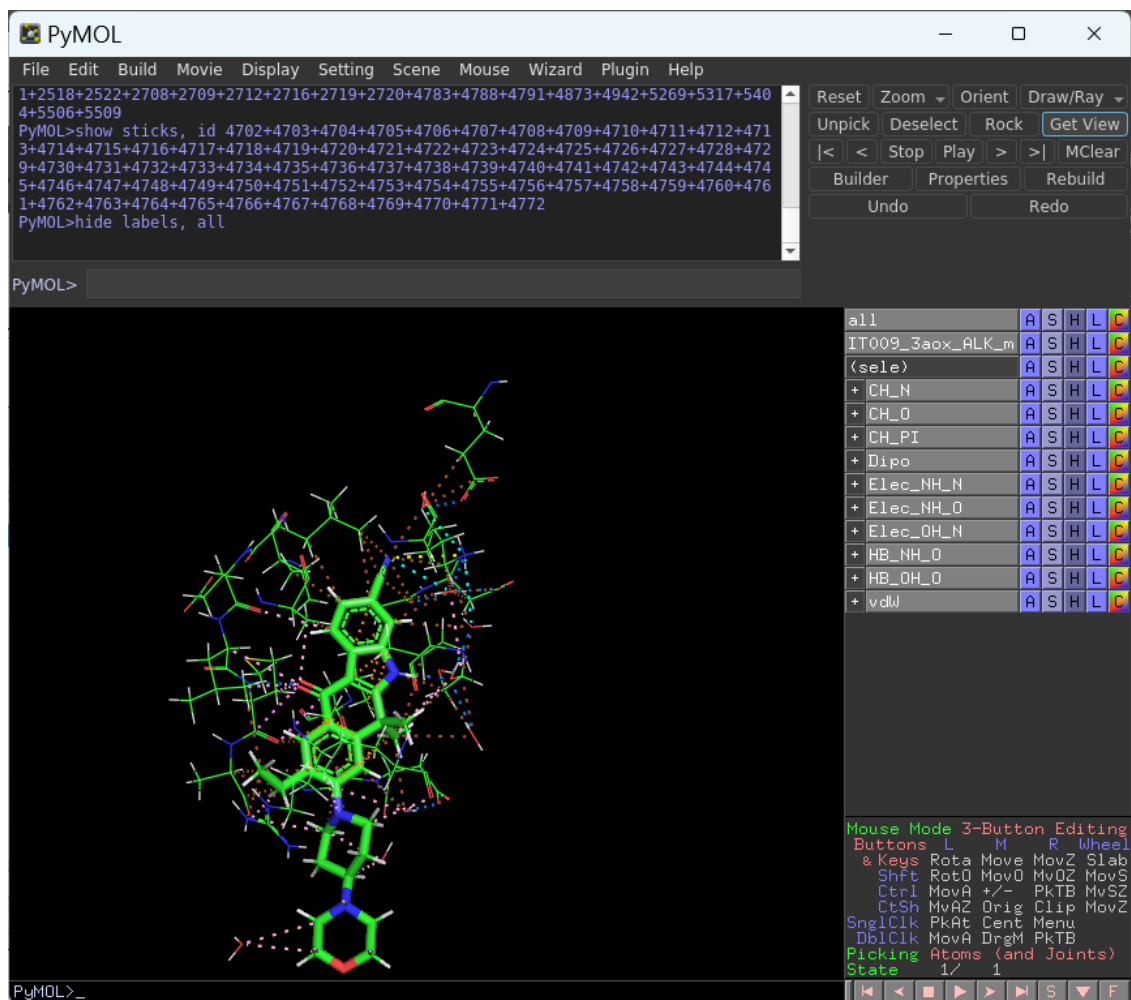 PyMOL
File Edit Build Movie Display Setting Scene Mouse Wizard Plugin Help
1+2518+2522+2708+2709+2712+2716+2719+2720+4783+4788+4791+4873+4942+5269+5317+540
4+5506+5509
PyMOL>show sticks, id 4702+4703+4704+4705+4706+4707+4708+4709+4710+4711+4712+471
3+4714+4715+4716+4717+4718+4719+4720+4721+4722+4723+4724+4725+4726+4727+4728+472
9+4730+4731+4732+4733+4734+4735+4736+4737+4738+4739+4740+4741+4742+4743+4744+474
5+4746+4747+4748+4749+4750+4751+4752+4753+4754+4755+4756+4757+4758+4759+4760+476
1+4762+4763+4764+4765+4766+4767+4768+4769+4770+4771+4772
PyMOL>hide labels, all
PyMOL>
Reset Zoom Orient Draw/Ray
Unpick Deselect Rock Get View
|< < Stop Play > >| MClear
Builder Properties Rebuild
Undo Redo
all A S H L C
IT009_3aox_ALK_m A S H L C
(sele) A S H L C
+ CH_N A S H L C
+ CH_O A S H L C
+ CH_PI A S H L C
+ Dipo A S H L C
+ Elec_NH_N A S H L C
+ Elec_NH_O A S H L C
+ Elec_OH_N A S H L C
+ HB_NH_O A S H L C
+ HB_OH_O A S H L C
+ vdW A S H L C
Mouse Mode 3-Button Editing
Buttons L M R Wheel
& Keys Rota Move MovZ Slab
Shft RotO MovO MvOZ MovS
Ctrl MovA +/- PkTB MvSZ
CtSh MvAZ Orig Clip MovZ
SnglClk PkAt Cent Menu
DblClk MovA DrgM PkTB
Picking Atoms (and Joints)
State 1/ 1
PyMOL>_
S F